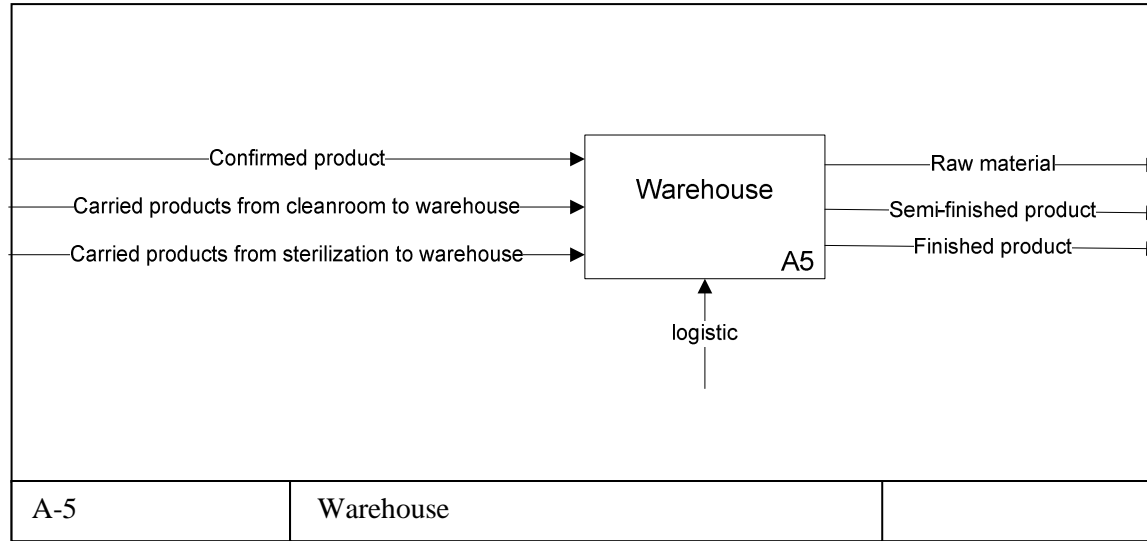 Confirmed product
Carried products from cleanroom to warehouse
Carried products from sterilization to warehouse
Warehouse
A5
Raw material
Semi-finished product
Finished product
logistic
A-5
Warehouse